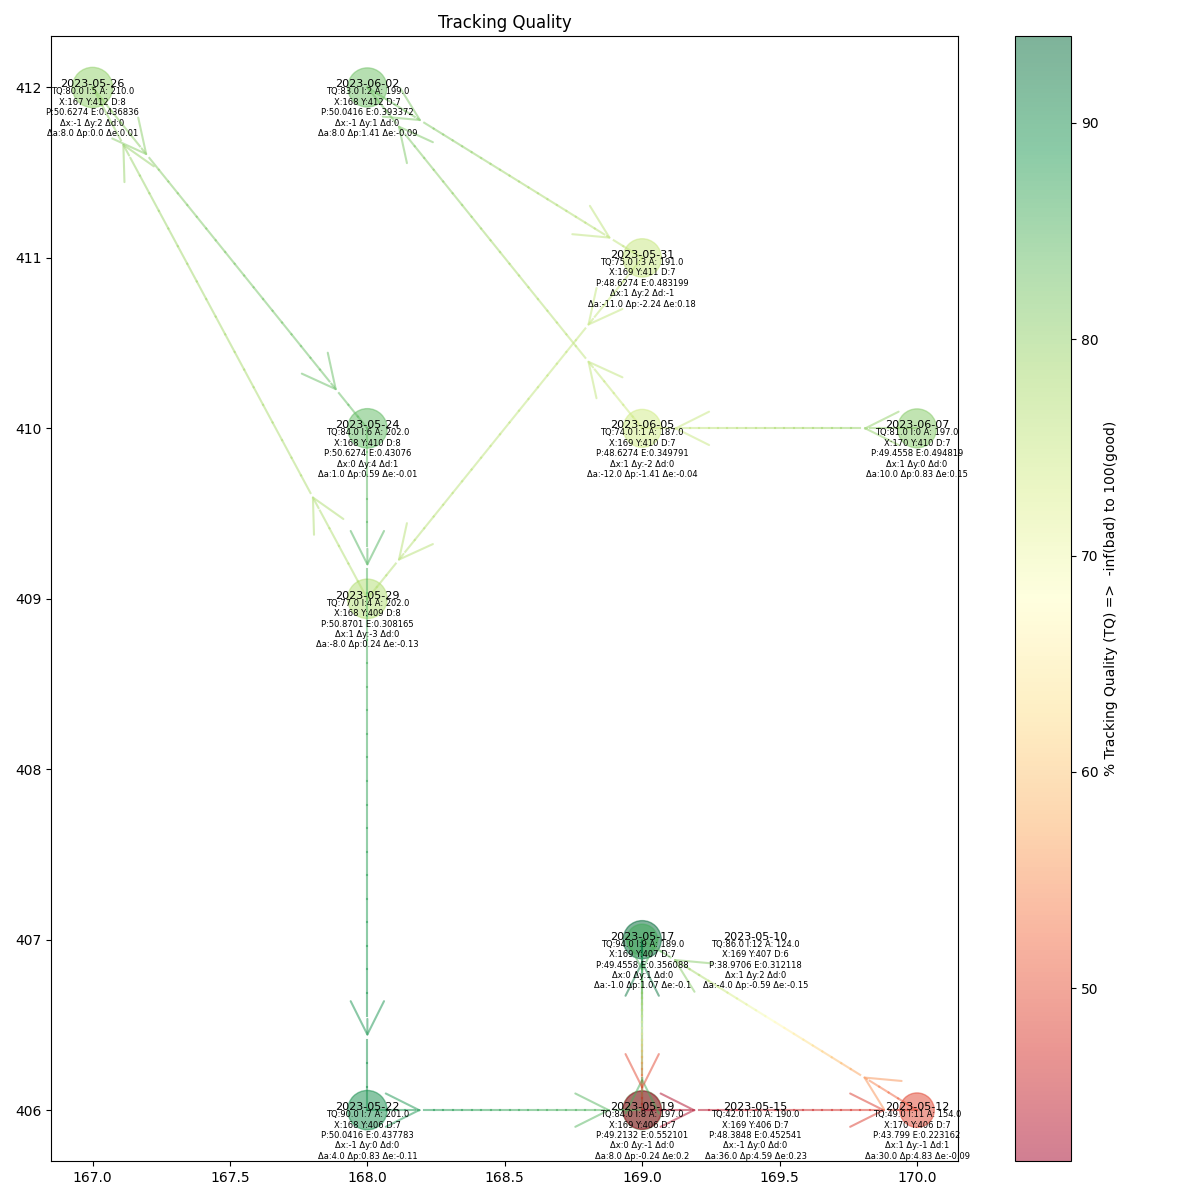 Tracking Quality
412
411
410
409
408
407
406
2023-05-26
TQ:80.0 I:5 A: 210.0
X:167 Y:412 D:8
P:50.6274 E:0.436836
Δx:-1 Δy:2 Δd:0
Δa:8.0 Δp:0.0 Δe:0.01
2023-06-02
TQ:83.0 I:2 A: 199.0
X:168 Y:412 D:7
P:50.0416 E:0.393372
Δx:-1 Δy:1 Δd:0
Δa:8.0 Δp:1.41 Δe:-0.09
2023-05-31
TQ:75.0 I:3 A: 191.0
X:169 Y:411 D:7
P:48.6274 E:0.483199
Δx:1 Δy:2 Δd:-1
Δa:-11.0 Δp:-2.24 Δe:0.18
2023-05-24
TQ:84.0 I:6 A: 202.0
X:168 Y:410 D:8
P:50.6274 E:0.43076
Δx:0 Δy:4 Δd:1
Δa:1.0 Δp:0.59 Δe:-0.01
2023-06-05
TQ:74.0 I:1 A: 187.0
X:169 Y:410 D:7
P:48.6274 E:0.349791
Δx:1 Δy:-2 Δd:0
Δa:-12.0 Δp:-1.41 Δe:-0.04
2023-06-07
TQ:81.0 I:0 A: 197.0
X:170 Y:410 D:7
P:49.4558 E:0.494819
Δx:1 Δy:0 Δd:0
Δa:10.0 Δp:0.83 Δe:0.15
2023-05-29
TQ:77.0 I:4 A: 202.0
X:168 Y:409 D:8
P:50.8701 E:0.308165
Δx:1 Δy:-3 Δd:0
Δa:-8.0 Δp:0.24 Δe:-0.13
2023-05-17
TQ:94.0 I:9 A: 189.0
X:169 Y:407 D:7
P:49.4558 E:0.356088
Δx:0 Δy:1 Δd:0
Δa:-1.0 Δp:1.07 Δe:-0.1
2023-05-10
TQ:86.0 I:12 A: 124.0
X:169 Y:407 D:6
P:38.9706 E:0.312118
Δx:1 Δy:2 Δd:0
Δa:-4.0 Δp:-0.59 Δe:-0.15
2023-05-22
TQ:90.0 I:7 A: 201.0
X:168 Y:406 D:7
P:50.0416 E:0.437783
Δx:-1 Δy:0 Δd:0
Δa:4.0 Δp:0.83 Δe:-0.11
2023-05-19
TQ:84.0 I:8 A: 197.0
X:169 Y:406 D:7
P:49.2132 E:0.552101
Δx:0 Δy:-1 Δd:0
Δa:8.0 Δp:-0.24 Δe:0.2
2023-05-15
TQ:42.0 I:10 A: 190.0
X:169 Y:406 D:7
P:48.3848 E:0.452541
Δx:-1 Δy:0 Δd:0
Δa:36.0 Δp:4.59 Δe:0.23
2023-05-12
TQ:49.0 I:11 A: 154.0
X:170 Y:406 D:7
P:43.799 E:0.223162
Δx:1 Δy:-1 Δd:1
Δa:30.0 Δp:4.83 Δe:-0.09
167.0 167.5 168.0 168.5 169.0 169.5 170.0
90
80
70
60
50
% Tracking Quality (TQ) => -inf(bad) to 100(good)